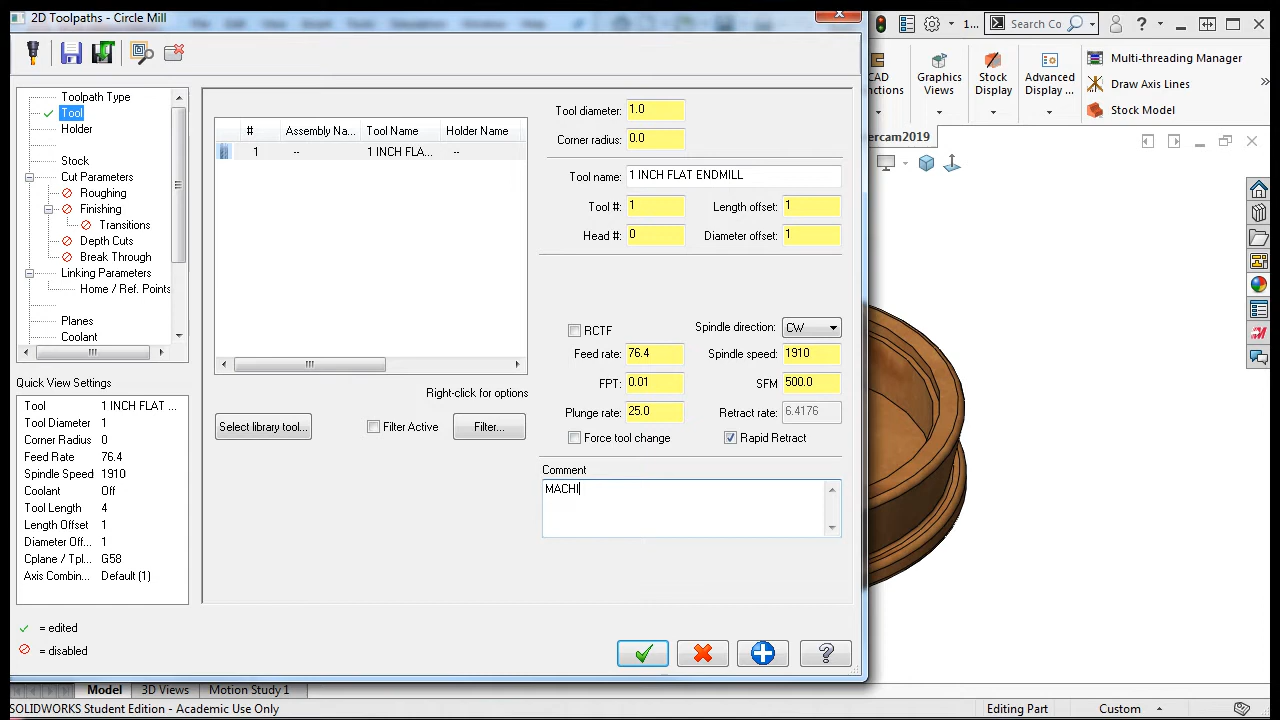 2D Toolpaths - Circle Mill
1...
Search Co
Toolpath Type
Tool
Holder
Stock
Cut Parameters
Roughing
Finishing
Transitions
Depth Cuts
Break Through
Linking Parameters
Home / Ref. Points
Planes
Coolant
Quick View Settings
Tool 1 INCH FLAT ...
Tool Diameter 1
Corner Radius 0
Feed Rate 76.4
Spindle Speed 1910
Coolant Off
Tool Length 4
Length Offset 1
Diameter Off... 1
Cplane / Tpl... G58
Axis Combin... Default (1)
= edited
= disabled
# Assembly Na... Tool Name Holder Name
1 -- 1 INCH FLA... --
Right-click for options
Select library tool...
Filter Active
Filter...
Tool diameter: 1.0
Corner radius: 0.0
Tool name: 1 INCH FLAT ENDMILL
Tool #: 1 Length offset: 1
Head #: 0 Diameter offset: 1
RCTF Spindle direction: CW
Feed rate: 76.4 Spindle speed: 1910
FPT: 0.01 SFM 500.0
Plunge rate: 25.0 Retract rate: 6.4176
Force tool change Rapid Retract
Comment
MACHI
Graphics Views
Stock Display
Advanced Display ...
Multi-threading Manager
Draw Axis Lines
Stock Model
ercam2019
Model 3D Views Motion Study 1
SOLIDWORKS Student Edition - Academic Use Only
Editing Part
Custom